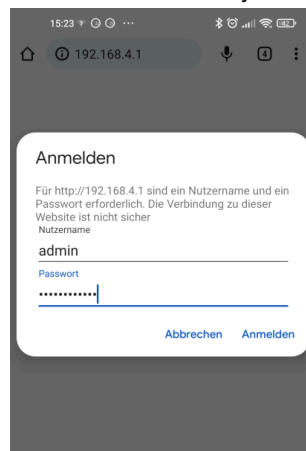 15:23
42
192.168.4.1
4
Anmelden
Für http://192.168.4.1 sind ein Nutzername und ein
Passwort erforderlich. Die Verbindung zu dieser
Website ist nicht sicher
Nutzername
admin
Passwort
••••••••••••
Abbrechen Anmelden